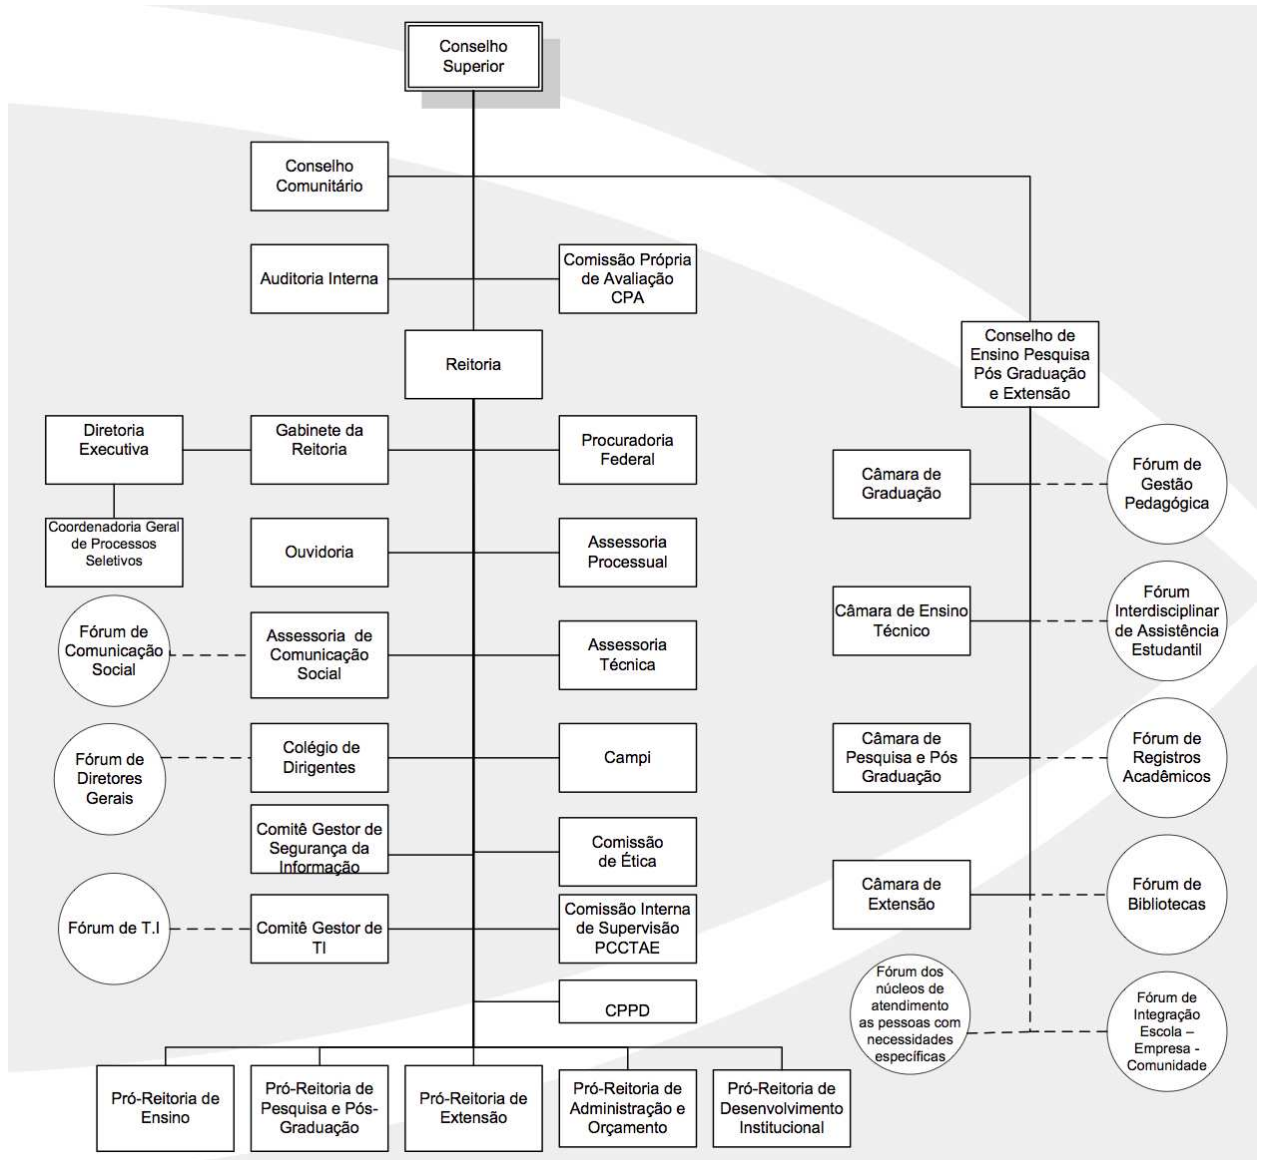 Conselho
Superior
Conselho
Comunitário
Auditoria Interna
Comissão Própria
de Avaliação
CPA
Reitoria
Conselho de
Ensino Pesquisa
Pós Graduação
e Extensão
Diretoria
Executiva
Gabinete da
Reitoria
Procuradoria
Federal
Câmara de
Graduação
Fórum de
Gestão
Pedagógica
Coordenadoria Geral
de Processos
Seletivos
Ouvidoria
Assessoria
Processual
Câmara de Ensino
Técnico
Fórum
Interdisciplinar
de Assistência
Estudantil
Fórum de
Comunicação
Social
Assessoria de
Comunicação
Social
Assessoria
Técnica
Fórum de
Diretores
Gerais
Colégio de
Dirigentes
Campi
Câmara de
Pesquisa e Pós
Graduação
Fórum de
Registros
Acadêmicos
Comitê Gestor de
Segurança da
Informação
Comissão
de Ética
Câmara de
Extensão
Fórum de
Bibliotecas
Fórum de T.I
Comitê Gestor de
TI
Comissão Interna
de Supervisão
PCCTAE
Fórum dos
núcleos de
atendimento
as pessoas com
necessidades
específicas
Fórum de
Integração
Escola –
Empresa -
Comunidade
CPPD
Pró-Reitoria de
Ensino
Pró-Reitoria de
Pesquisa e Pós-
Graduação
Pró-Reitoria de
Extensão
Pró-Reitoria de
Administração e
Orçamento
Pró-Reitoria de
Desenvolvimento
Institucional